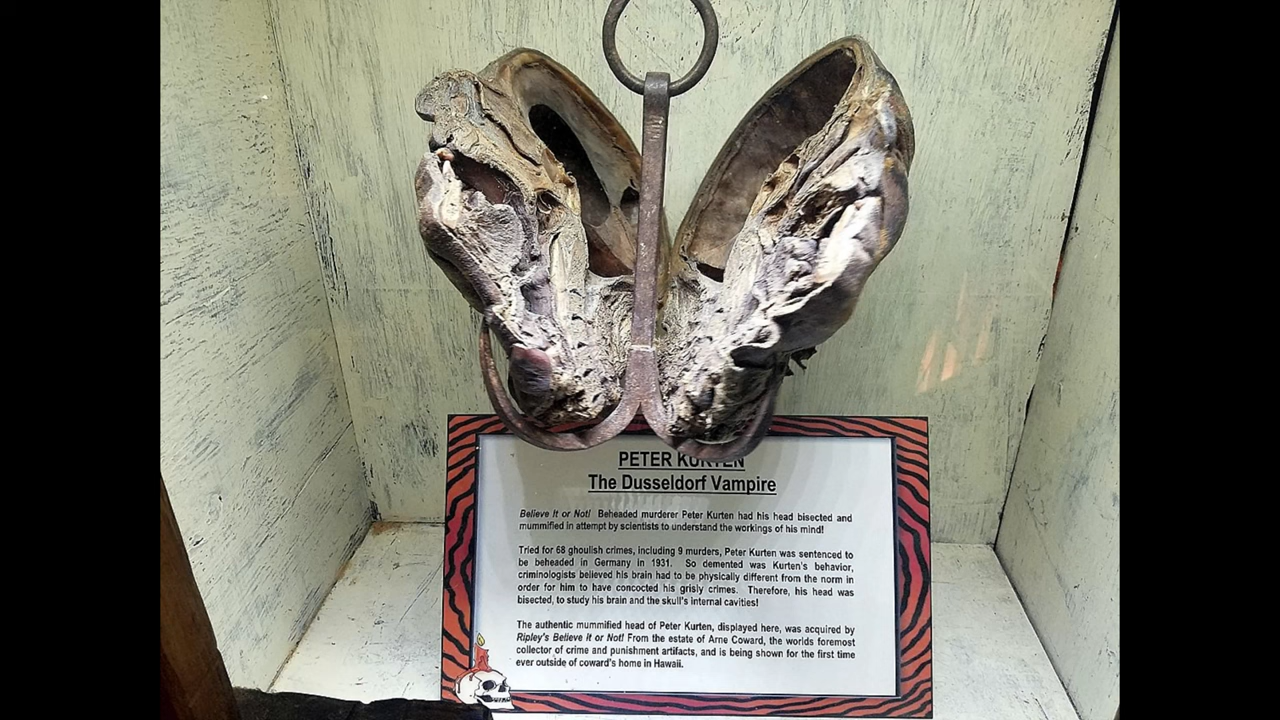 PETER KURTEN
The Dusseldorf Vampire
Believe It or Not! Beheaded murderer Peter Kurten had his head bisected and
mummified in attempt by scientists to understand the workings of his mind!
Tried for 68 ghoulish crimes, including 9 murders, Peter Kurten was sentenced to
be beheaded in Germany in 1931. So demented was Kurten's behavior,
criminologists believed his brain had to be physically different from the norm in
order for him to have concocted his grisly crimes. Therefore, his head was
bisected, to study his brain and the skull's internal cavities!
The authentic mummified head of Peter Kurten, displayed here, was acquired by
Ripley's Believe It or Not! From the estate of Arne Coward, the worlds foremost
collector of crime and punishment artifacts, and is being shown for the first time
ever outside of coward's home in Hawaii.